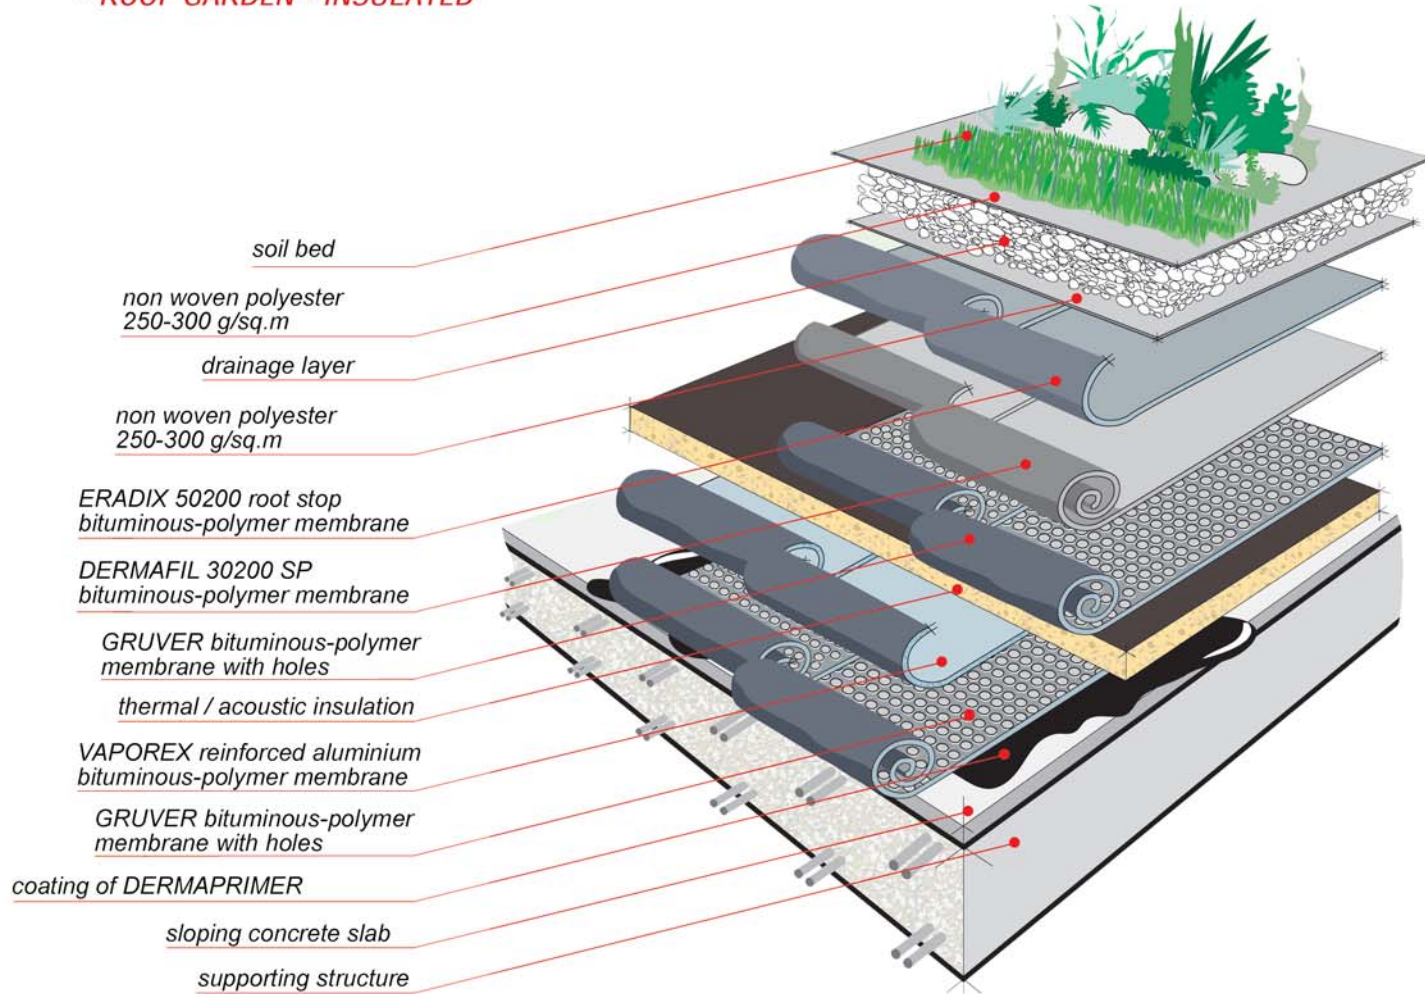 - ROOF GARDEN - INSULATED
soil bed
non woven polyester
250-300 g/sq.m
drainage layer
non woven polyester
250-300 g/sq.m
ERADIX 50200 root stop
bituminous-polymer membrane
DERMAFIL 30200 SP
bituminous-polymer membrane
GRUVER bituminous-polymer
membrane with holes
thermal / acoustic insulation
VAPOREX reinforced aluminium
bituminous-polymer membrane
GRUVER bituminous-polymer
membrane with holes
coating of DERMAPRIMER
sloping concrete slab
supporting structure